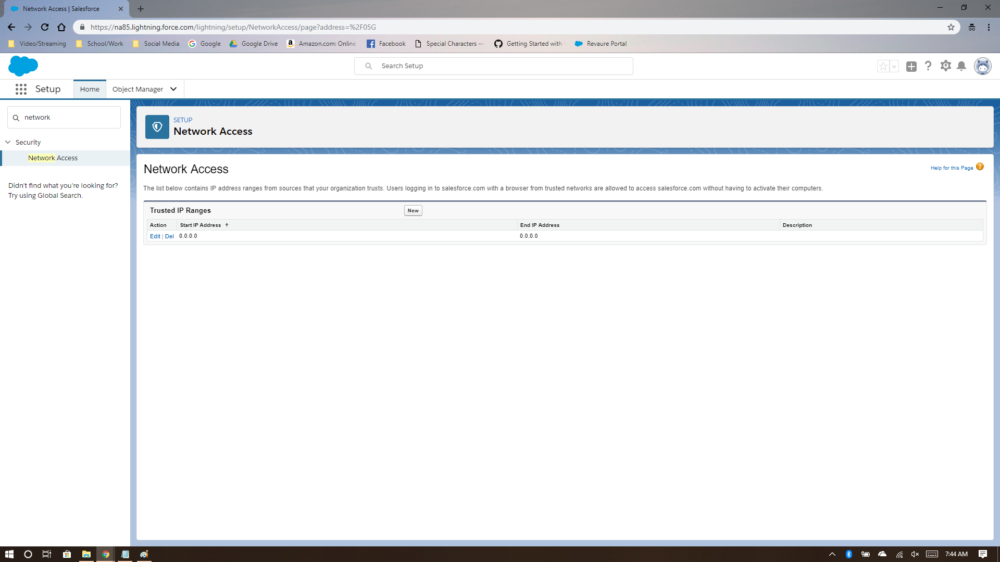 Network Access | Salesforce
https://na85.lightning.force.com/lightning/setup/NetworkAccess/page?address=%2F05G
Video/Streaming School/Work Social Media Google Google Drive Amazon.com: Online Facebook Special Characters — Getting Started with Revaure Portal
Search Setup
Setup Home Object Manager
network
Security
Network Access
Didn't find what you're looking for?
Try using Global Search.
SETUP
Network Access
Network Access
Help for this Page
The list below contains IP address ranges from sources that your organization trusts. Users logging in to salesforce.com with a browser from trusted networks are allowed to access salesforce.com without having to activate their computers.
Trusted IP Ranges New
Action Start IP Address ↑ End IP Address Description
Edit | Del 0.0.0.0 0.0.0.0
7:44 AM